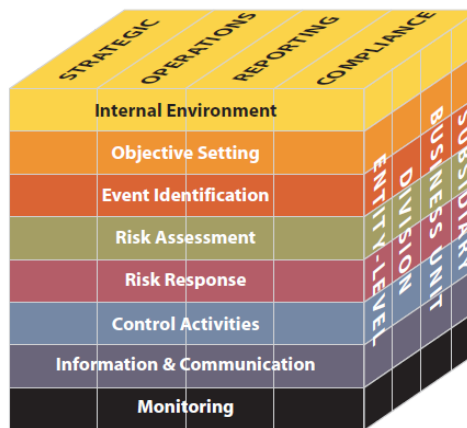 STRATEGIC
OPERATIONS
REPORTING
COMPLIANCE
Internal Environment
Objective Setting
Event Identification
Risk Assessment
Risk Response
Control Activities
Information & Communication
Monitoring
ENTITY-LEVEL
DIVISION
BUSINESS UNIT
SUBSIDIARY